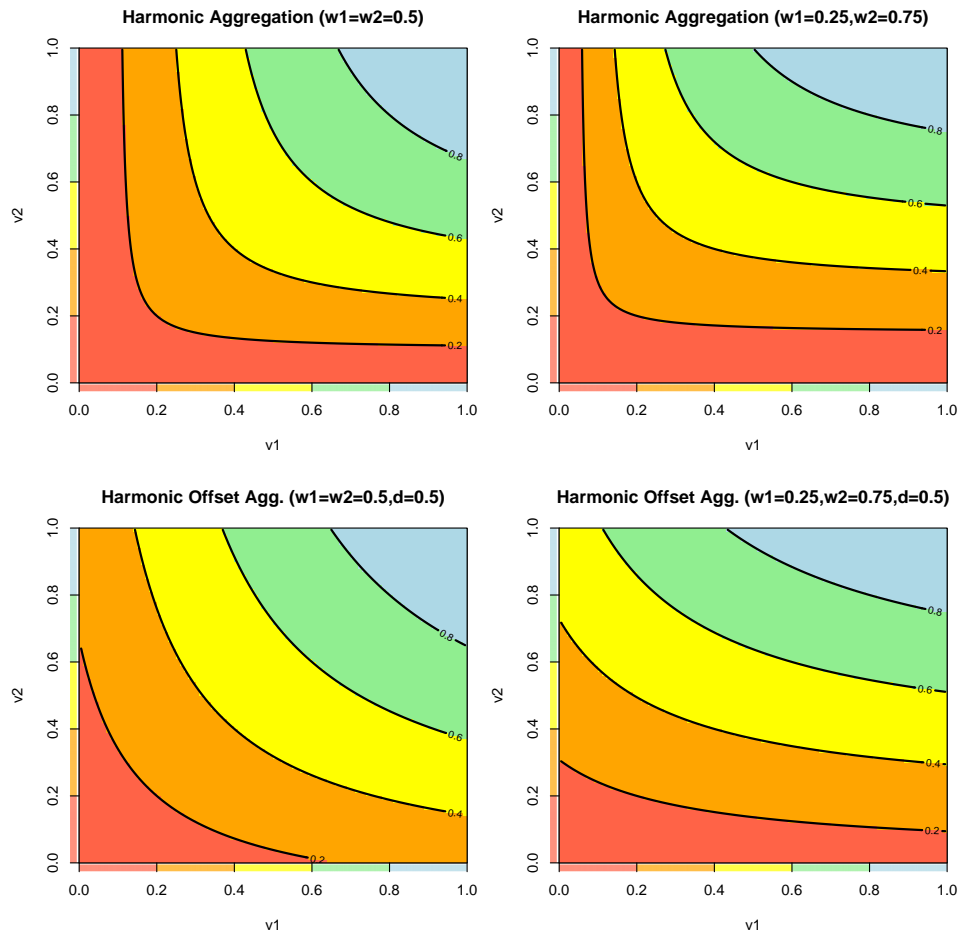 Harmonic Aggregation (w1=w2=0.5)
v2
0.0 0.2 0.4 0.6 0.8 1.0
0.8
0.6
0.4
0.2
0.0 0.2 0.4 0.6 0.8 1.0
v1
Harmonic Aggregation (w1=0.25,w2=0.75)
v2
0.0 0.2 0.4 0.6 0.8 1.0
0.8
0.6
0.4
0.2
0.0 0.2 0.4 0.6 0.8 1.0
v1
Harmonic Offset Agg. (w1=w2=0.5,d=0.5)
v2
0.0 0.2 0.4 0.6 0.8 1.0
0.8
0.6
0.4
0.2
0.0 0.2 0.4 0.6 0.8 1.0
v1
Harmonic Offset Agg. (w1=0.25,w2=0.75,d=0.5)
v2
0.0 0.2 0.4 0.6 0.8 1.0
0.8
0.6
0.4
0.2
0.0 0.2 0.4 0.6 0.8 1.0
v1